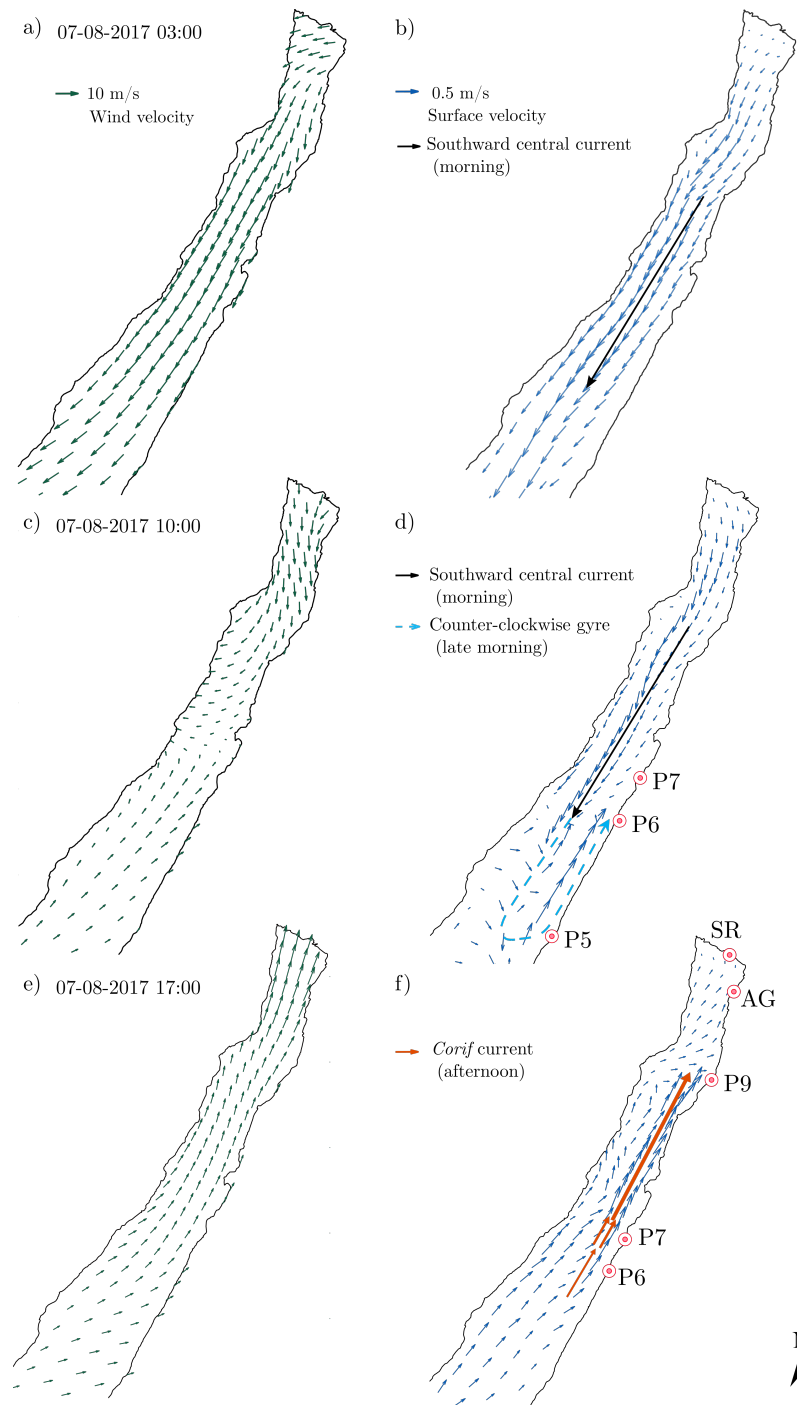 a) 07-08-2017 03:00
10 m/s
Wind velocity
b)
0.5 m/s
Surface velocity
Southward central current
(morning)
c) 07-08-2017 10:00
d)
Southward central current
(morning)
Counter-clockwise gyre
(late morning)
P7
P6
P5
e) 07-08-2017 17:00
f)
Corif current
(afternoon)
SR
AG
P9
P7
P6